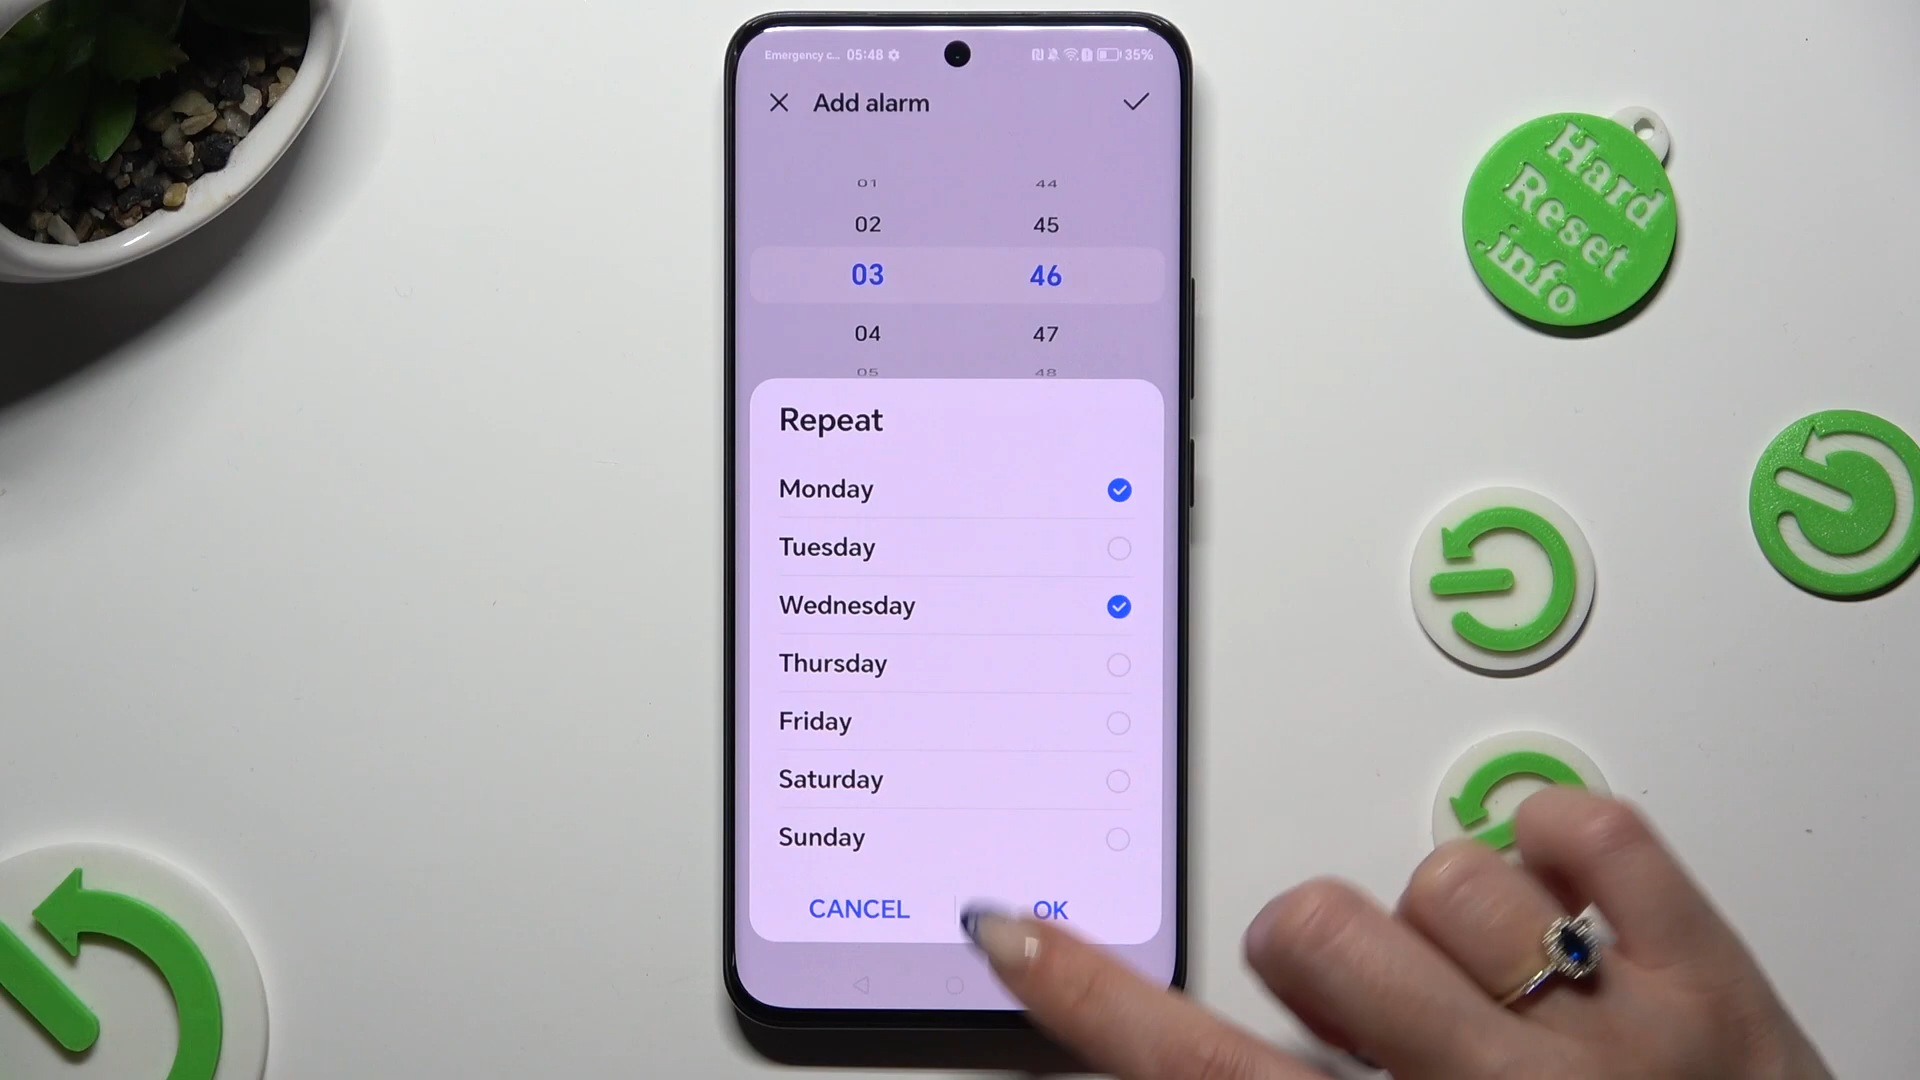 Emergency c... 05:48 35%
Add alarm
01 44
02 45
03 46
04 47
05 48
Repeat
Monday
Tuesday
Wednesday
Thursday
Friday
Saturday
Sunday
CANCEL OK
Hard
Reset
.info